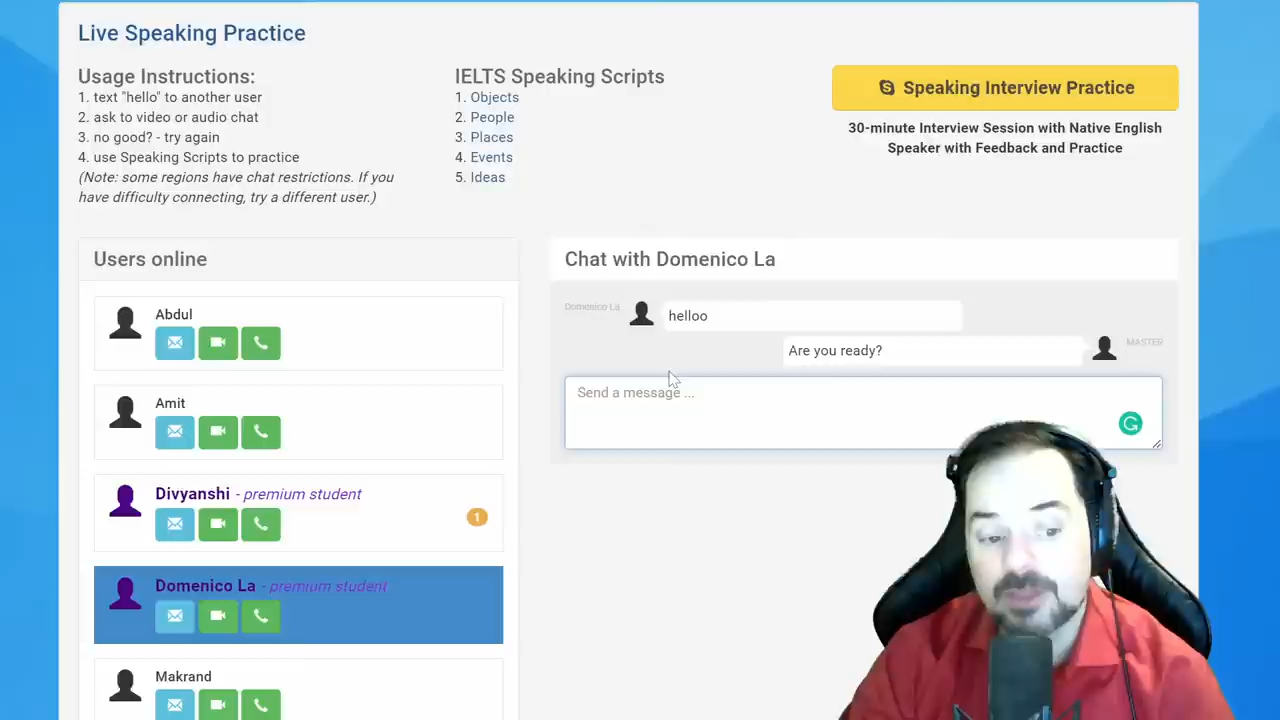 Live Speaking Practice
Usage Instructions:
1. text "hello" to another user
2. ask to video or audio chat
3. no good? - try again
4. use Speaking Scripts to practice
(Note: some regions have chat restrictions. If you
have difficulty connecting, try a different user.)
IELTS Speaking Scripts
1. Objects
2. People
3. Places
4. Events
5. Ideas
Speaking Interview Practice
30-minute Interview Session with Native English
Speaker with Feedback and Practice
Users online
Abdul
Amit
Divyanshi - premium student
1
Domenico La - premium student
Makrand
Chat with Domenico La
Domenico La
helloo
Are you ready?
MASTER
Send a message ...